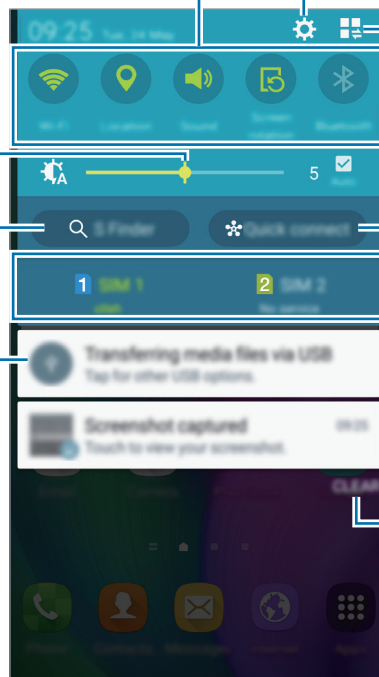 09:25 Tue, 24 May
Wi-Fi Location Sound Screen rotation Bluetooth
A 5 Auto
S Finder Quick connect
1 SIM 1 2 SIM 2
No service
Transferring media files via USB
Tap for other USB options.
Screenshot captured 09:25
Touch to view your screenshot.
CLEAR
Phone Contacts Messages Internet Apps